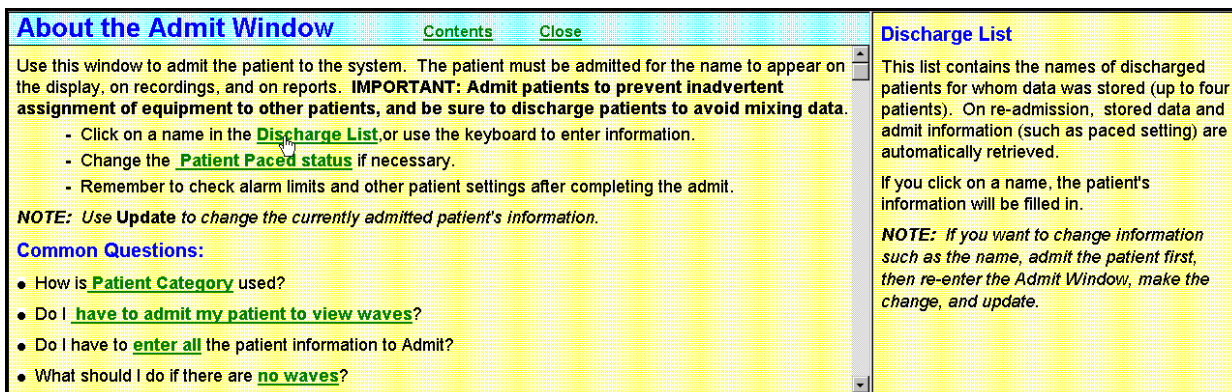 About the Admit Window
Contents
Close
Use this window to admit the patient to the system. The patient must be admitted for the name to appear on
the display, on recordings, and on reports. IMPORTANT: Admit patients to prevent inadvertent
assignment of equipment to other patients, and be sure to discharge patients to avoid mixing data.
- Click on a name in the Discharge List,or use the keyboard to enter information.
- Change the Patient Paced status if necessary.
- Remember to check alarm limits and other patient settings after completing the admit.
NOTE: Use Update to change the currently admitted patient's information.
Common Questions:
● How is Patient Category used?
● Do I have to admit my patient to view waves?
● Do I have to enter all the patient information to Admit?
● What should I do if there are no waves?
Discharge List
This list contains the names of discharged
patients for whom data was stored (up to four
patients). On re-admission, stored data and
admit information (such as paced setting) are
automatically retrieved.
If you click on a name, the patient's
information will be filled in.
NOTE: If you want to change information
such as the name, admit the patient first,
then re-enter the Admit Window, make the
change, and update.